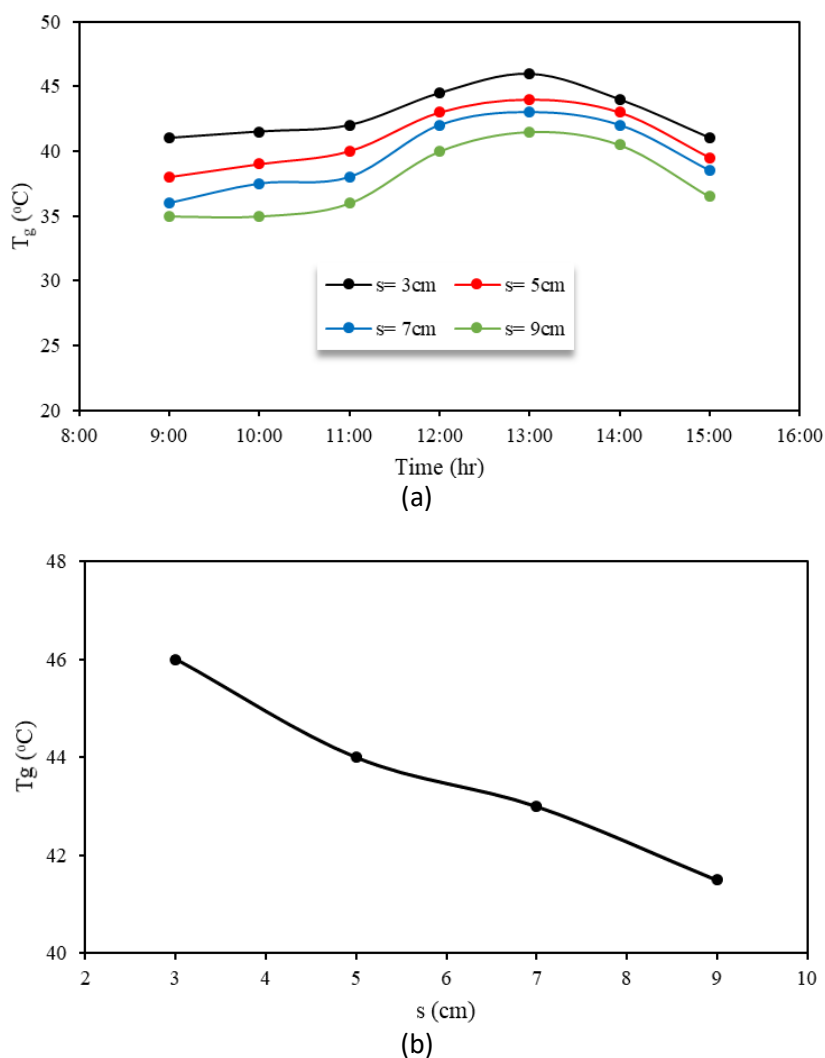 50
45
40
35
30
25
20
T_g (°C)
s= 3cm s= 5cm
s= 7cm s= 9cm
8:00 9:00 10:00 11:00 12:00 13:00 14:00 15:00 16:00
Time (hr)
(a)
48
46
44
42
40
Tg (°C)
2 3 4 5 6 7 8 9 10
s (cm)
(b)